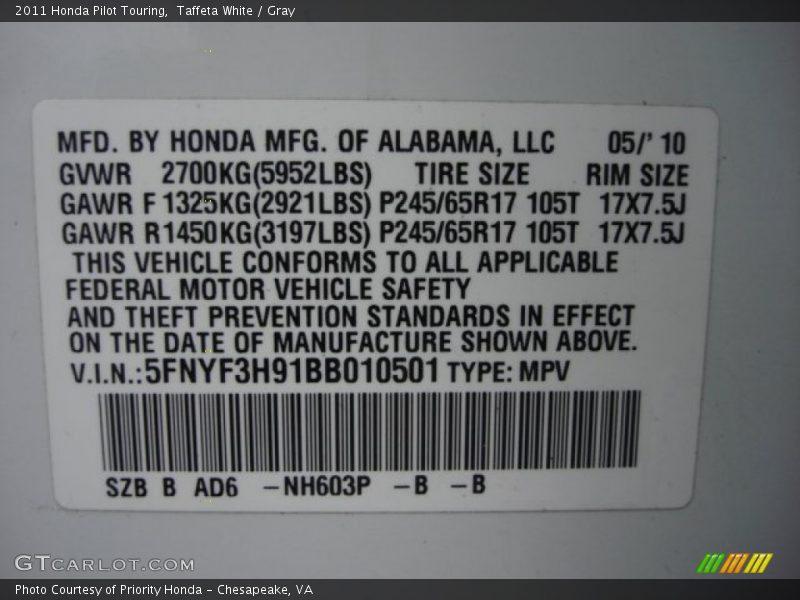 2011 Honda Pilot Touring,  Taffeta White / Gray
MFD. BY HONDA MFG. OF ALABAMA, LLC 05/' 10
GVWR 2700KG(5952LBS) TIRE SIZE RIM SIZE
GAWR F 1325KG(2921LBS) P245/65R17 105T 17X7.5J
GAWR R1450KG(3197LBS) P245/65R17 105T 17X7.5J
THIS VEHICLE CONFORMS TO ALL APPLICABLE
FEDERAL MOTOR VEHICLE SAFETY
AND THEFT PREVENTION STANDARDS IN EFFECT
ON THE DATE OF MANUFACTURE SHOWN ABOVE.
V.I.N.:5FNYF3H91BB010501 TYPE: MPV
SZB B AD6 –NH603P –B –B
GTCARLOT.COM
Photo Courtesy of Priority Honda – Chesapeake, VA